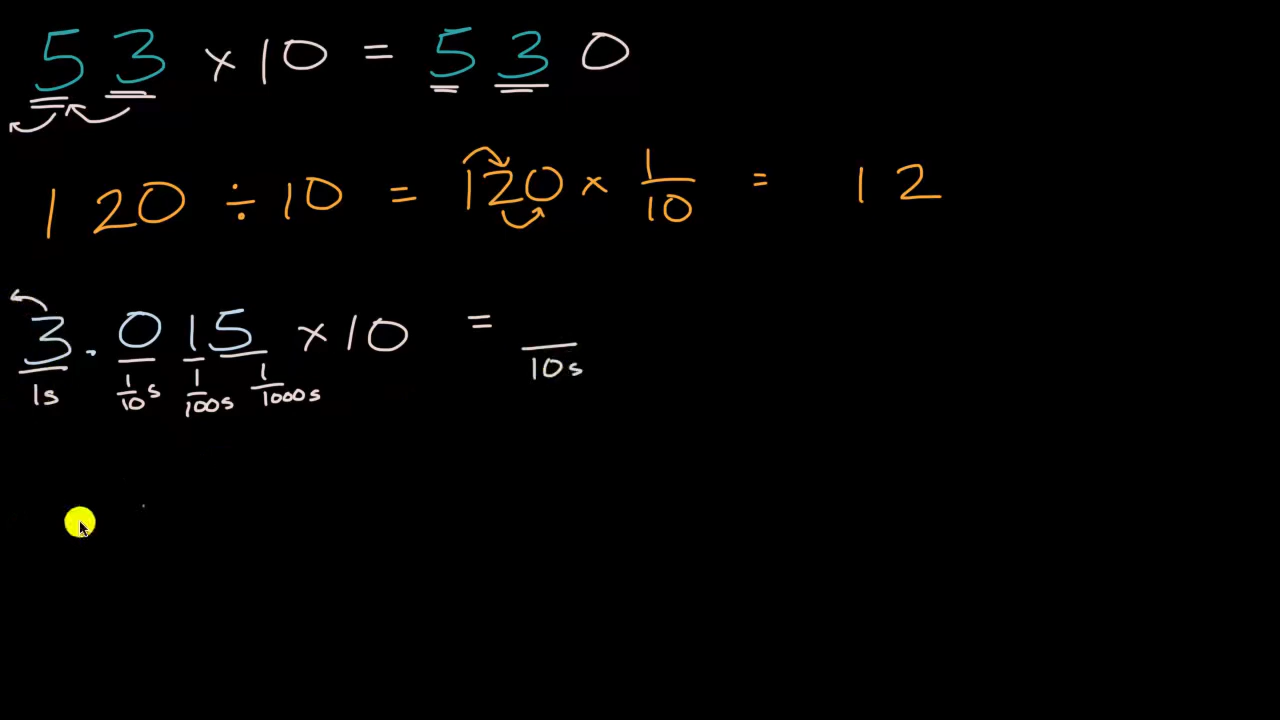 53 × 10 = 530
120 ÷ 10 = 120 × 1/10 = 12
3.015 × 10 =
1s 1/10s 1/100s 1/1000s 10s